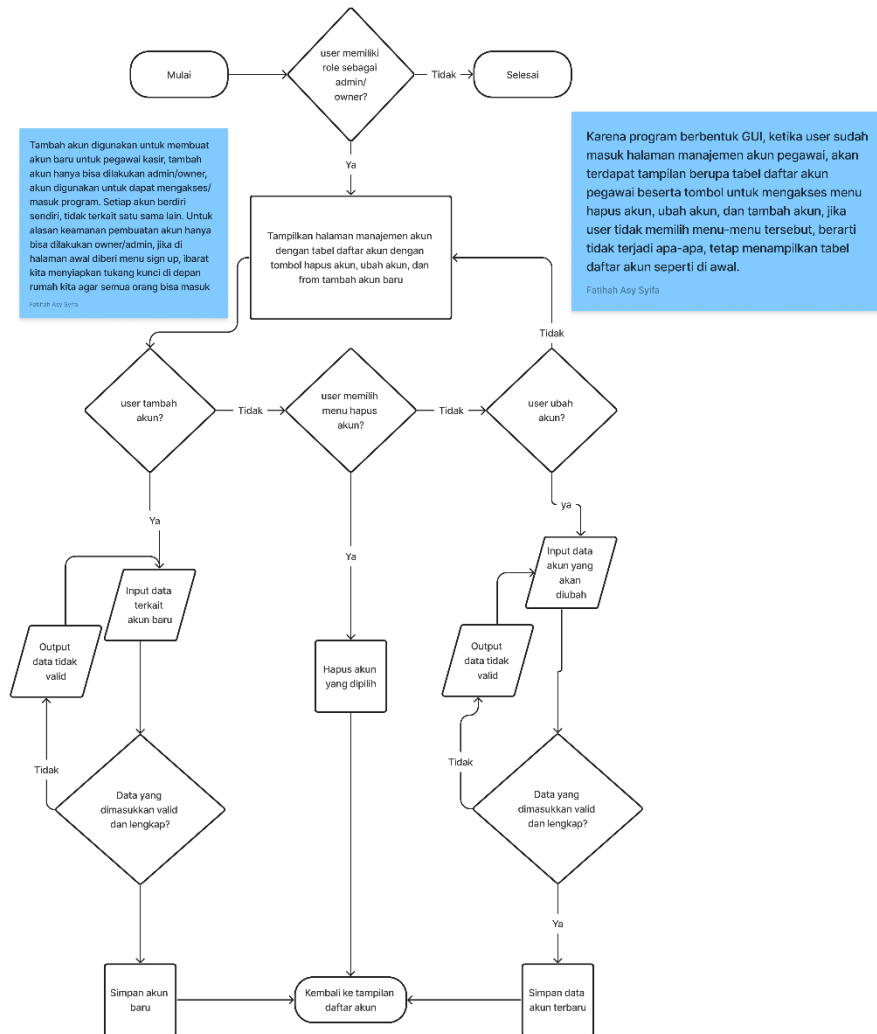 Mulai
user memiliki
role sebagai
admin/
owner?
Tidak
Selesai
Ya
Tambah akun digunakan untuk membuat
akun baru untuk pegawai kasir, tambah
akun hanya bisa dilakukan admin/owner,
akun digunakan untuk dapat mengakses/
masuk program. Setiap akun berdiri
sendiri, tidak terkait satu sama lain. Untuk
alasan keamanan pembuatan akun hanya
bisa dilakukan owner/admin, jika di
halaman awal diberi menu sign up, ibarat
kita menyiapkan tukang kunci di depan
rumah kita agar semua orang bisa masuk
Fatihah Asy Syifa
Karena program berbentuk GUI, ketika user sudah
masuk halaman manajemen akun pegawai, akan
terdapat tampilan berupa tabel daftar akun
pegawai beserta tombol untuk mengakses menu
hapus akun, ubah akun, dan tambah akun, jika
user tidak memilih menu-menu tersebut, berarti
tidak terjadi apa-apa, tetap menampilkan tabel
daftar akun seperti di awal.
Fatihah Asy Syifa
Tampilkan halaman manajemen akun
dengan tabel daftar akun dengan
tombol hapus akun, ubah akun, dan
from tambah akun baru
Tidak
user tambah
akun?
Tidak
user memilih
menu hapus
akun?
Tidak
user ubah
akun?
Ya
Ya
ya
Input data
terkait
akun baru
Input data
akun yang
akan
diubah
Output
data tidak
valid
Hapus akun
yang dipilih
Output
data tidak
valid
Tidak
Data yang
dimasukkan valid
dan lengkap?
Tidak
Data yang
dimasukkan valid
dan lengkap?
Ya
Simpan akun
baru
Kembali ke tampilan
daftar akun
Simpan data
akun terbaru